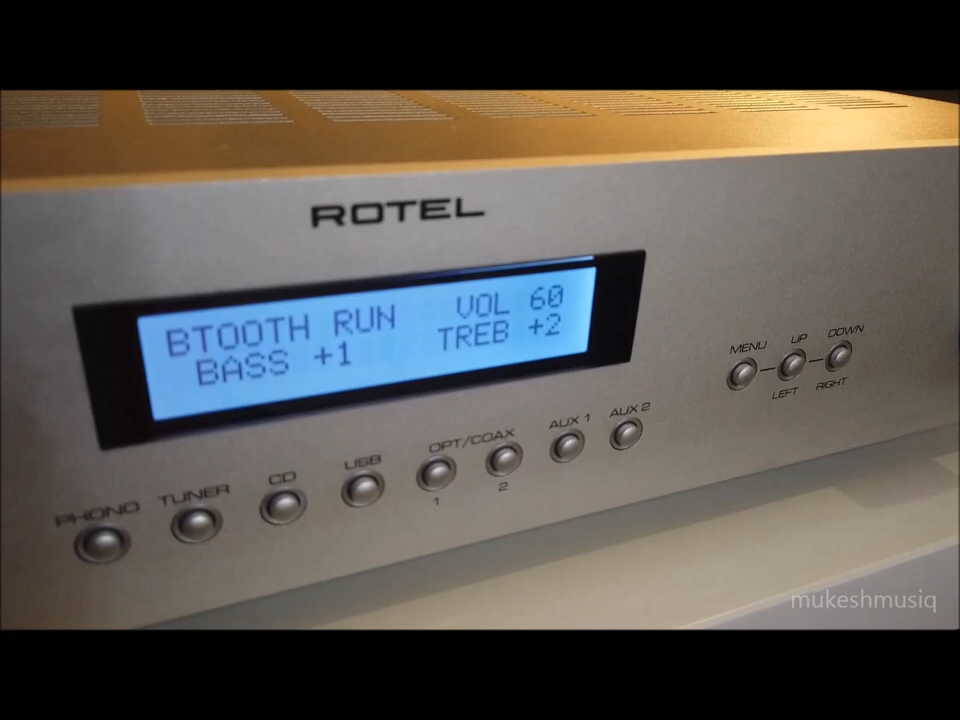 ROTEL
BTOOTH RUN VOL 60
BASS +1 TREB +2
MENU UP DOWN
LEFT RIGHT
PHONO TUNER CD USB OPT/COAX AUX 1 AUX 2
1 2
mukeshmusiq